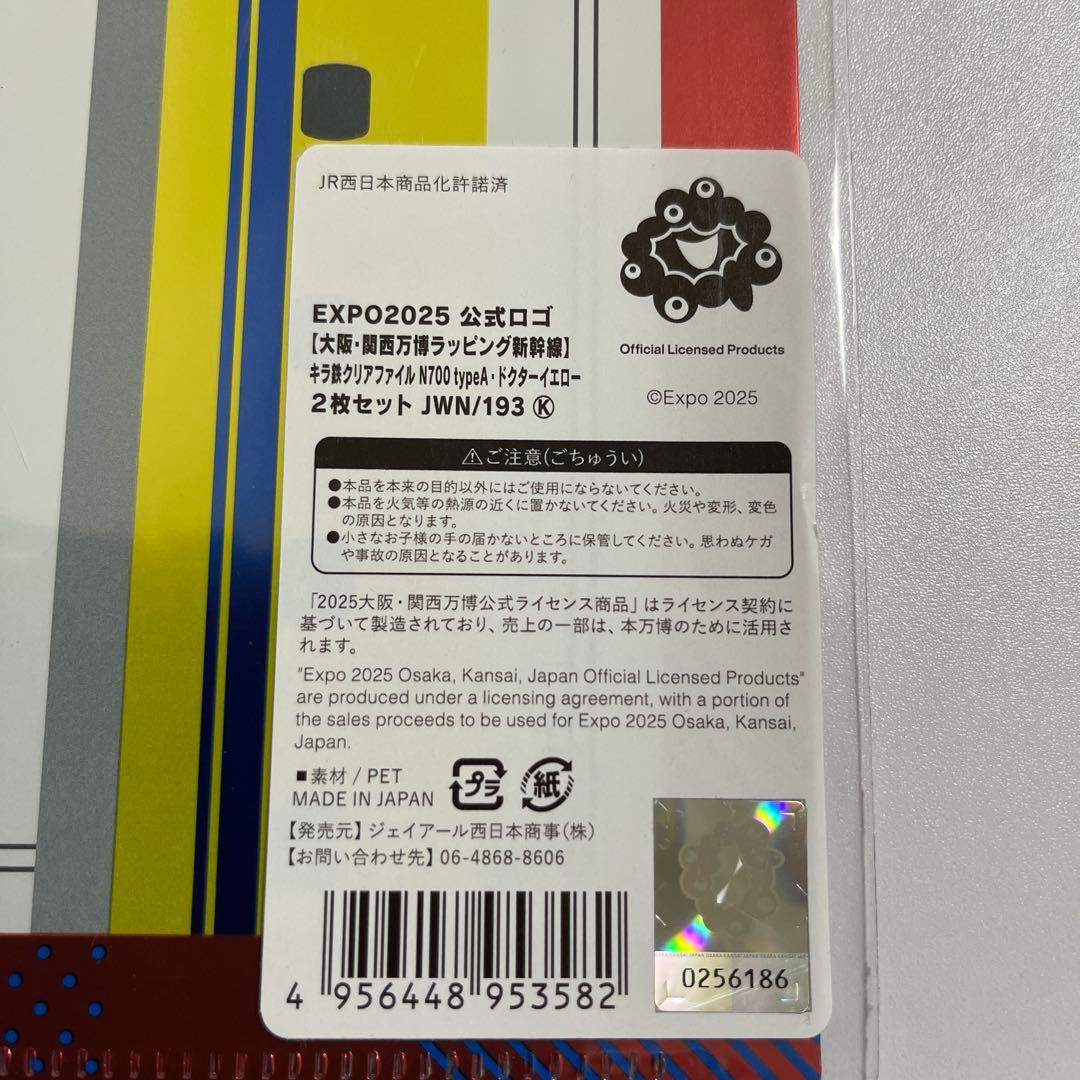 JR西日本商品化許諾済
EXPO2025 公式ロゴ
【大阪・関西万博ラッピング新幹線】
キラ鉄クリアファイル N700 typeA・ドクターイエロー
2枚セット JWN/193 Ⓚ
Official Licensed Products
©Expo 2025
⚠ご注意(ごちゅうい)
●本品を本来の目的以外にはご使用にならないでください。
●本品を火気等の熱源の近くに置かないでください。火災や変形、変色
の原因となります。
●小さなお子様の手の届かないところに保管してください。思わぬケガ
や事故の原因となることがあります。
「2025大阪・関西万博公式ライセンス商品」はライセンス契約に
基づいて製造されており、売上の一部は、本万博のために活用さ
れます。
"Expo 2025 Osaka, Kansai, Japan Official Licensed Products"
are produced under a licensing agreement, with a portion of
the sales proceeds to be used for Expo 2025 Osaka, Kansai,
Japan.
■素材 / PET
MADE IN JAPAN
プラ
紙
【発売元】ジェイアール西日本商事(株)
【お問い合わせ先】06-4868-8606
4 956448 953582
0256186